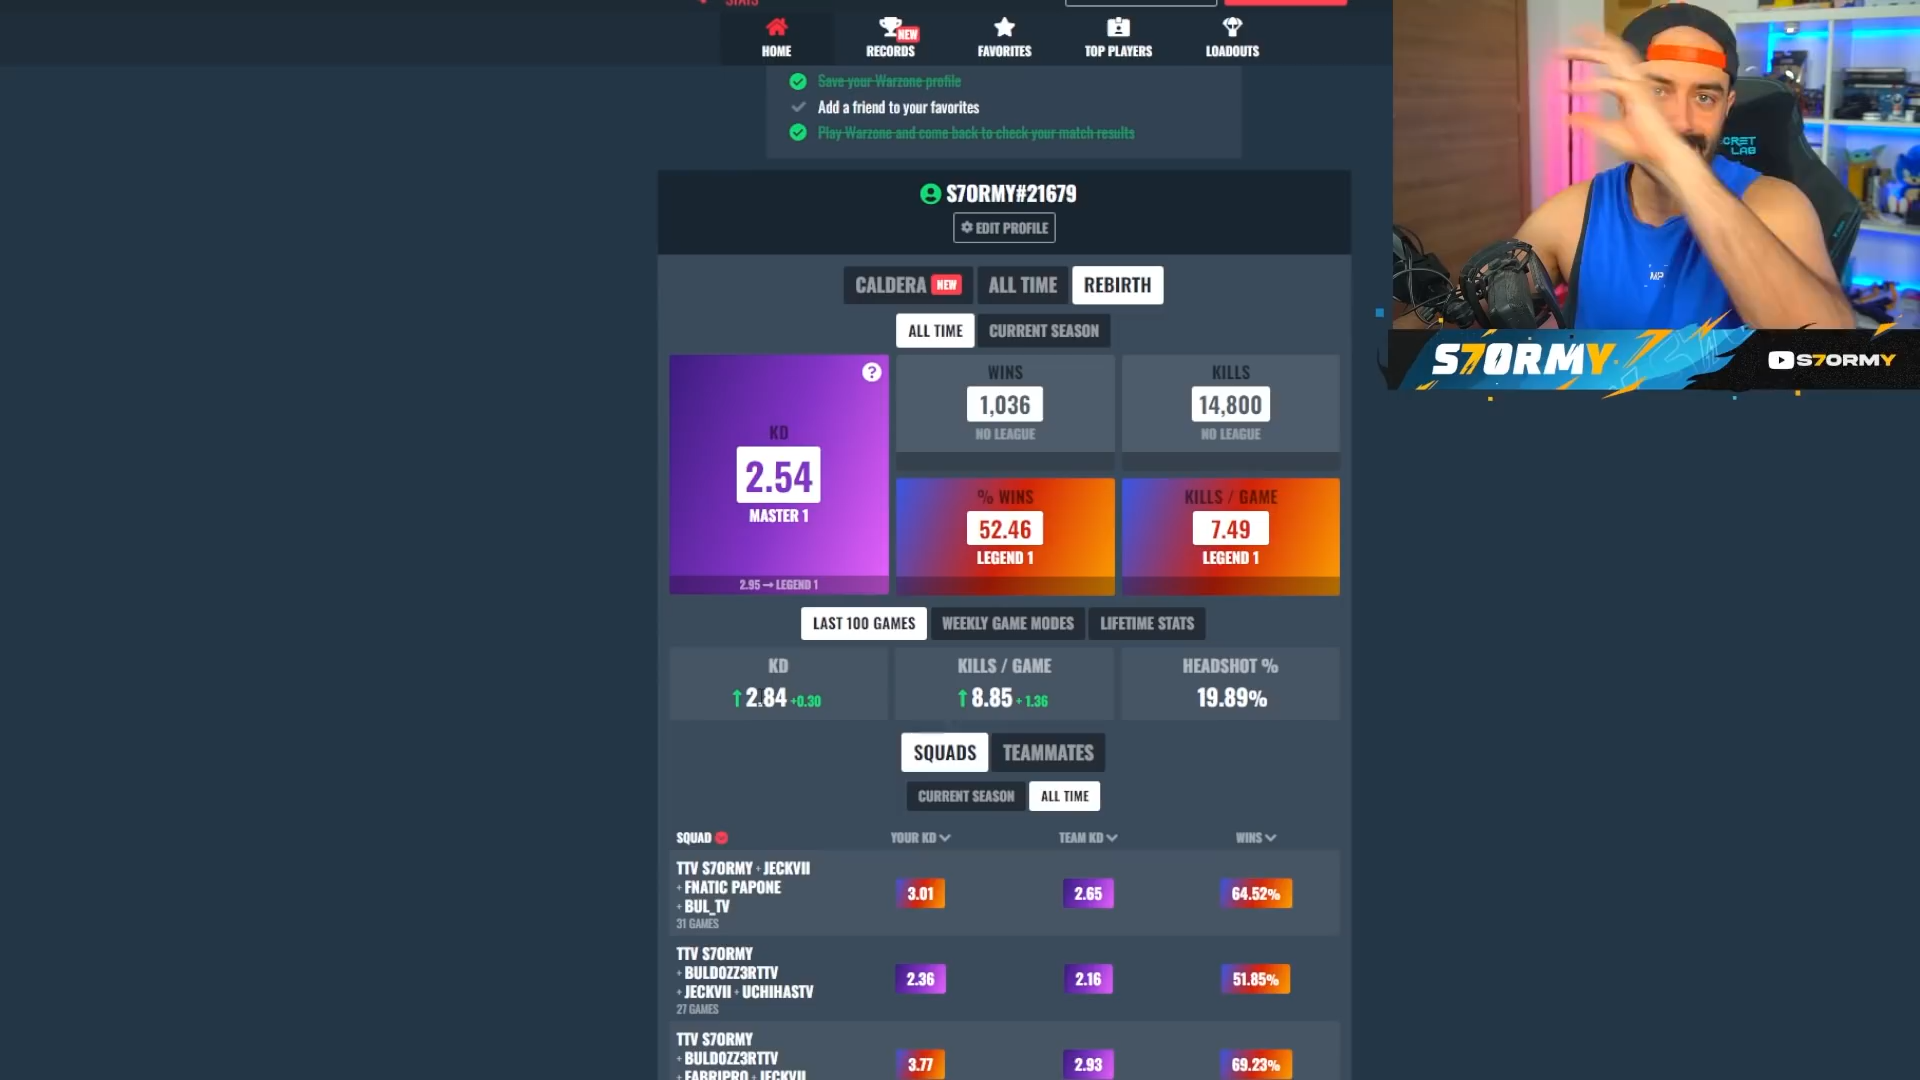 STATS
HOME
RECORDS
NEW
FAVORITES
TOP PLAYERS
LOADOUTS
Save your Warzone profile
Add a friend to your favorites
Play Warzone and come back to check your match results
S7ORMY#21679
EDIT PROFILE
CALDERA NEW
ALL TIME
REBIRTH
ALL TIME
CURRENT SEASON
?
KD
2.54
MASTER 1
2.95 → LEGEND 1
WINS
1,036
NO LEAGUE
KILLS
14,800
NO LEAGUE
% WINS
52.46
LEGEND 1
KILLS / GAME
7.49
LEGEND 1
LAST 100 GAMES
WEEKLY GAME MODES
LIFETIME STATS
KD
↑2.84 +0.30
KILLS / GAME
↑8.85 +1.36
HEADSHOT %
19.89%
SQUADS
TEAMMATES
CURRENT SEASON
ALL TIME
SQUAD
YOUR KD
TEAM KD
WINS
TTV S7ORMY + JECKVII
+ FNATIC PAPONE
+ BUL_TV
31 GAMES
3.01
2.65
64.52%
TTV S7ORMY
+ BULDOZZ3RTTV
+ JECKVII + UCHIHASTV
27 GAMES
2.36
2.16
51.85%
TTV S7ORMY
+ BULDOZZ3RTTV
+ FABRIPRO + JECKVII
3.77
2.93
69.23%
CRET
LAB
MP
S7ORMY
S7ORMY